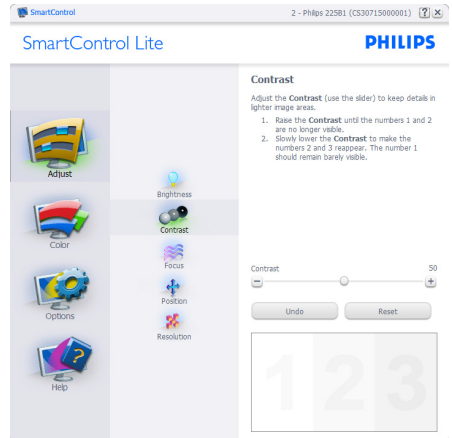 SmartControl
2 - Philips 225B1 (CS30715000001)
?
×
SmartControl Lite
PHILIPS
Adjust
Color
Options
?
Help
Brightness
Contrast
Focus
Position
Resolution
Contrast
Adjust the Contrast (use the slider) to keep details in
lighter image areas.
1. Raise the Contrast until the numbers 1 and 2
are no longer visible.
2. Slowly lower the Contrast to make the
numbers 2 and 3 reappear. The number 1
should remain barely visible.
Contrast
50
Undo
Reset
1 2 3